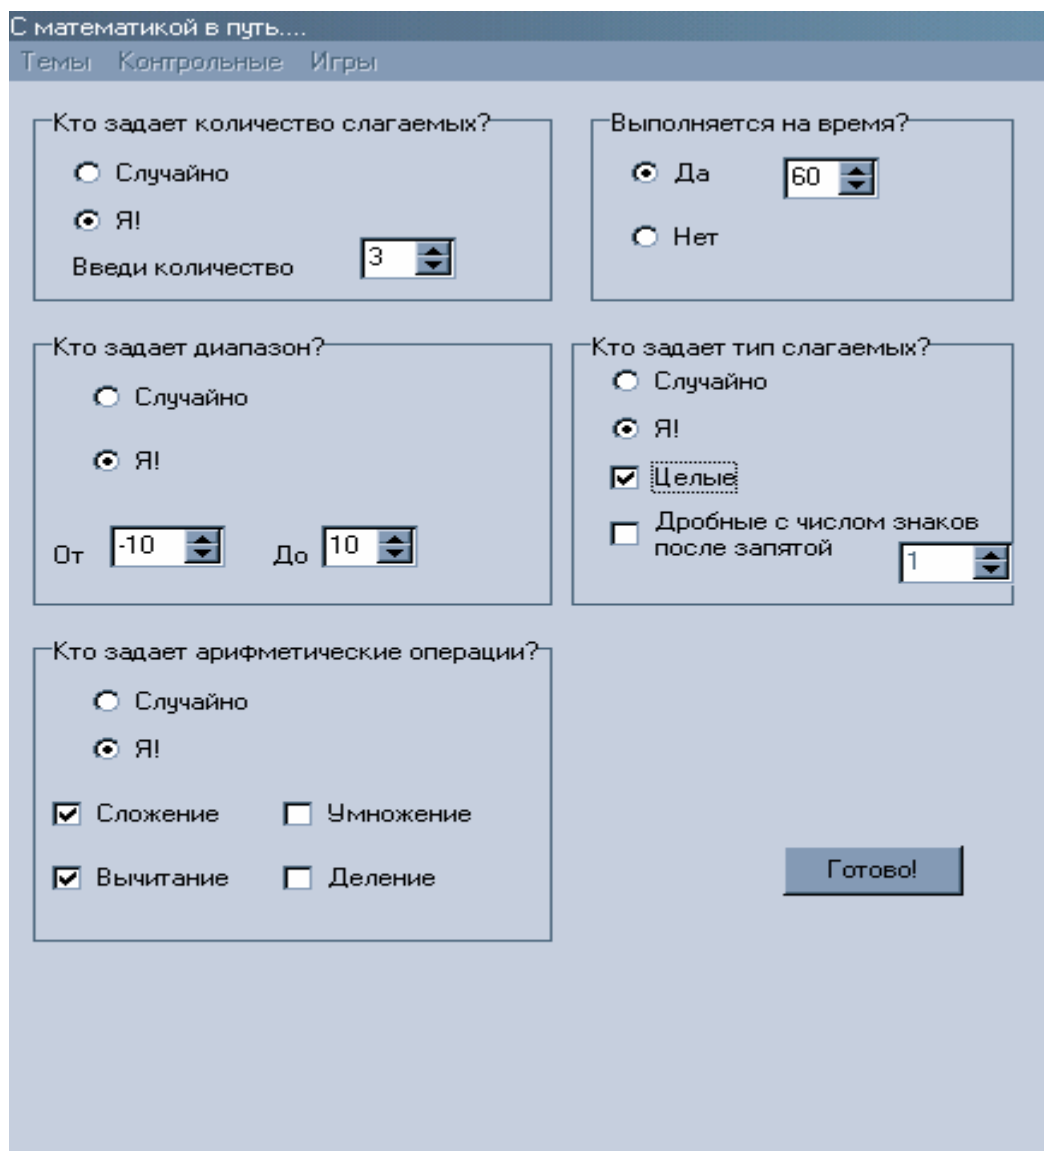 С математикой в путь....
Темы Контрольные Игры
Кто задает количество слагаемых?
Случайно
Я!
Введи количество 3
Выполняется на время?
Да 60
Нет
Кто задает диапазон?
Случайно
Я!
От -10 До 10
Кто задает тип слагаемых?
Случайно
Я!
Целые
Дробные с числом знаков
после запятой
1
Кто задает арифметические операции?
Случайно
Я!
Сложение Умножение
Вычитание Деление
Готово!